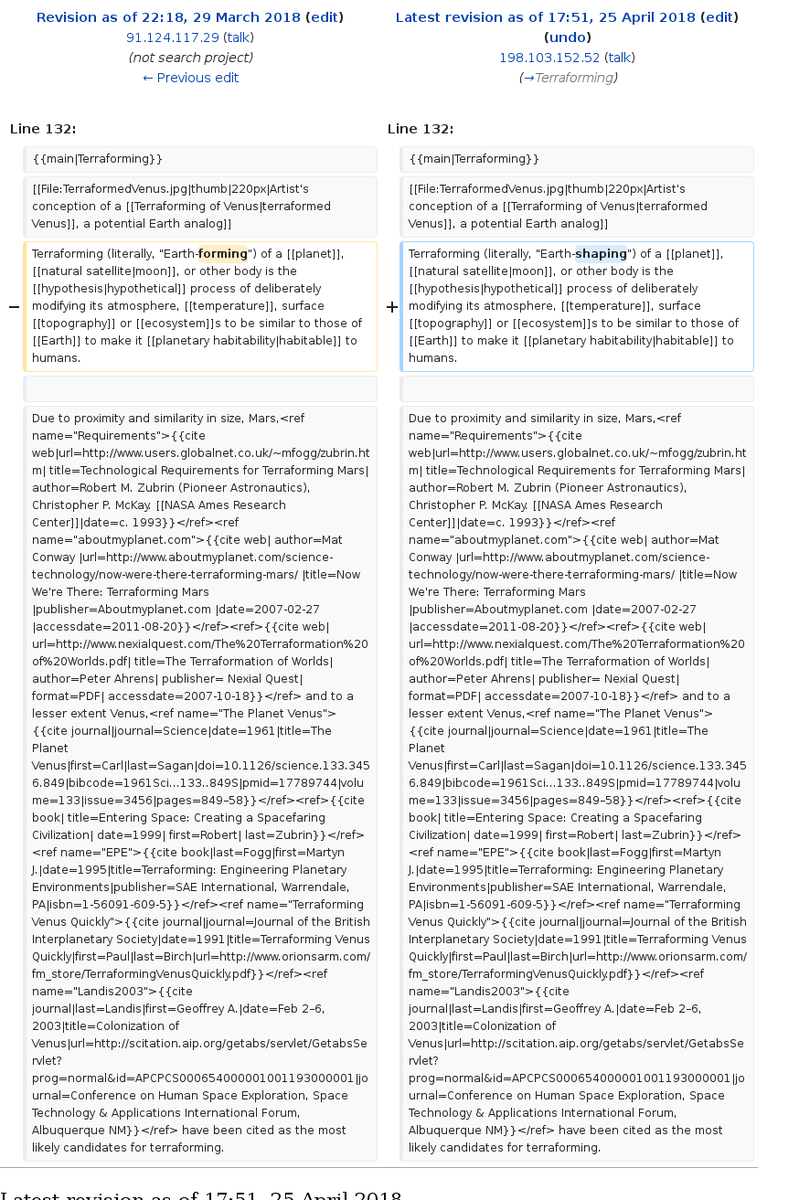 Revision as of 22:18, 29 March 2018 (edit)
91.124.117.29 (talk)
(not search project)
← Previous edit
Latest revision as of 17:51, 25 April 2018 (edit)
(undo)
198.103.152.52 (talk)
(→Terraforming)
Line 132:
Line 132:
{{main|Terraforming}}
{{main|Terraforming}}
[[File:TerraformedVenus.jpg|thumb|220px|Artist's
conception of a [[Terraforming of Venus|terraformed
Venus]], a potential Earth analog]]
[[File:TerraformedVenus.jpg|thumb|220px|Artist's
conception of a [[Terraforming of Venus|terraformed
Venus]], a potential Earth analog]]
−
Terraforming (literally, "Earth-forming") of a [[planet]],
[[natural satellite|moon]], or other body is the
[[hypothesis|hypothetical]] process of deliberately
modifying its atmosphere, [[temperature]], surface
[[topography]] or [[ecosystem]]s to be similar to those of
[[Earth]] to make it [[planetary habitability|habitable]] to
humans.
+
Terraforming (literally, "Earth-shaping") of a [[planet]],
[[natural satellite|moon]], or other body is the
[[hypothesis|hypothetical]] process of deliberately
modifying its atmosphere, [[temperature]], surface
[[topography]] or [[ecosystem]]s to be similar to those of
[[Earth]] to make it [[planetary habitability|habitable]] to
humans.
Due to proximity and similarity in size, Mars,<ref
name="Requirements">{{cite
web|url=http://www.users.globalnet.co.uk/~mfogg/zubrin.ht
m| title=Technological Requirements for Terraforming Mars|
author=Robert M. Zubrin (Pioneer Astronautics),
Christopher P. McKay. [[NASA Ames Research
Center]]|date=c. 1993}}</ref><ref
name="aboutmyplanet.com">{{cite web| author=Mat
Conway |url=http://www.aboutmyplanet.com/science-
technology/now-were-there-terraforming-mars/ |title=Now
We're There: Terraforming Mars
|publisher=Aboutmyplanet.com |date=2007-02-27
|accessdate=2011-08-20}}</ref><ref>{{cite web|
url=http://www.nexialquest.com/The%20Terraformation%20
of%20Worlds.pdf| title=The Terraformation of Worlds|
author=Peter Ahrens| publisher= Nexial Quest|
format=PDF| accessdate=2007-10-18}}</ref> and to a
lesser extent Venus,<ref name="The Planet Venus">
{{cite journal|journal=Science|date=1961|title=The
Planet
Venus|first=Carl|last=Sagan|doi=10.1126/science.133.345
6.849|bibcode=1961Sci...133..849S|pmid=17789744|volu
me=133|issue=3456|pages=849–58}}</ref><ref>{{cite
book| title=Entering Space: Creating a Spacefaring
Civilization| date=1999| first=Robert| last=Zubrin}}</ref>
<ref name="EPE">{{cite book|last=Fogg|first=Martyn
J.|date=1995|title=Terraforming: Engineering Planetary
Environments|publisher=SAE International, Warrendale,
PA|isbn=1-56091-609-5}}</ref><ref name="Terraforming
Venus Quickly">{{cite journal|journal=Journal of the British
Interplanetary Society|date=1991|title=Terraforming Venus
Quickly|first=Paul|last=Birch|url=http://www.orionsarm.com/
fm_store/TerraformingVenusQuickly.pdf}}</ref><ref
name="Landis2003">{{cite
journal|last=Landis|first=Geoffrey A.|date=Feb 2–6,
2003|title=Colonization of
Venus|url=http://scitation.aip.org/getabs/servlet/GetabsSe
rvlet?
prog=normal&id=APCPCS000654000001001193000001|jo
urnal=Conference on Human Space Exploration, Space
Technology & Applications International Forum,
Albuquerque NM}}</ref> have been cited as the most
likely candidates for terraforming.
Due to proximity and similarity in size, Mars,<ref
name="Requirements">{{cite
web|url=http://www.users.globalnet.co.uk/~mfogg/zubrin.ht
m| title=Technological Requirements for Terraforming Mars|
author=Robert M. Zubrin (Pioneer Astronautics),
Christopher P. McKay. [[NASA Ames Research
Center]]|date=c. 1993}}</ref><ref
name="aboutmyplanet.com">{{cite web| author=Mat
Conway |url=http://www.aboutmyplanet.com/science-
technology/now-were-there-terraforming-mars/ |title=Now
We're There: Terraforming Mars
|publisher=Aboutmyplanet.com |date=2007-02-27
|accessdate=2011-08-20}}</ref><ref>{{cite web|
url=http://www.nexialquest.com/The%20Terraformation%20
of%20Worlds.pdf| title=The Terraformation of Worlds|
author=Peter Ahrens| publisher= Nexial Quest|
format=PDF| accessdate=2007-10-18}}</ref> and to a
lesser extent Venus,<ref name="The Planet Venus">
{{cite journal|journal=Science|date=1961|title=The
Planet
Venus|first=Carl|last=Sagan|doi=10.1126/science.133.345
6.849|bibcode=1961Sci...133..849S|pmid=17789744|volu
me=133|issue=3456|pages=849–58}}</ref><ref>{{cite
book| title=Entering Space: Creating a Spacefaring
Civilization| date=1999| first=Robert| last=Zubrin}}</ref>
<ref name="EPE">{{cite book|last=Fogg|first=Martyn
J.|date=1995|title=Terraforming: Engineering Planetary
Environments|publisher=SAE International, Warrendale,
PA|isbn=1-56091-609-5}}</ref><ref name="Terraforming
Venus Quickly">{{cite journal|journal=Journal of the British
Interplanetary Society|date=1991|title=Terraforming Venus
Quickly|first=Paul|last=Birch|url=http://www.orionsarm.com/
fm_store/TerraformingVenusQuickly.pdf}}</ref><ref
name="Landis2003">{{cite
journal|last=Landis|first=Geoffrey A.|date=Feb 2–6,
2003|title=Colonization of
Venus|url=http://scitation.aip.org/getabs/servlet/GetabsSe
rvlet?
prog=normal&id=APCPCS000654000001001193000001|jo
urnal=Conference on Human Space Exploration, Space
Technology & Applications International Forum,
Albuquerque NM}}</ref> have been cited as the most
likely candidates for terraforming.
Latest revision as of 17:51, 25 April 2018